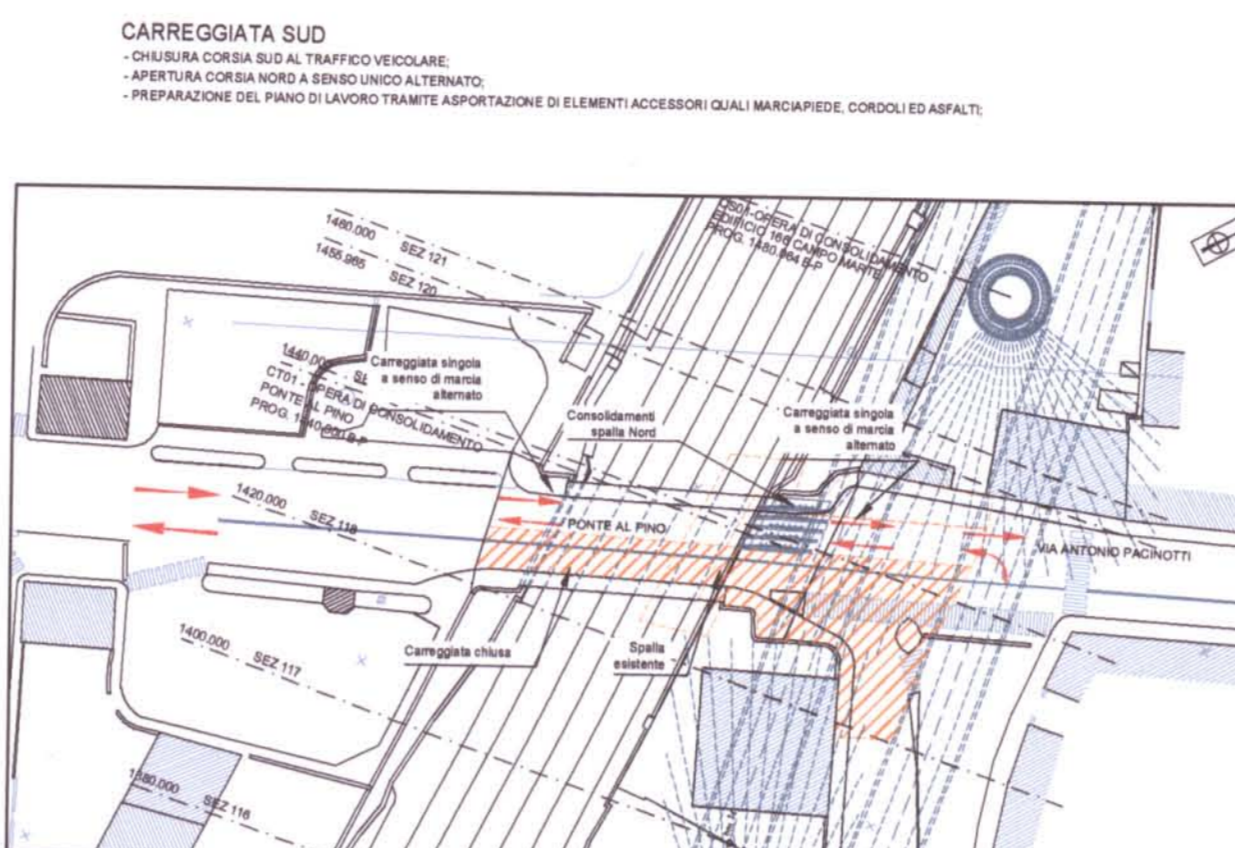 CARREGGIATA SUD
- CHIUSURA CORSIA SUD AL TRAFFICO VEICOLARE;
- APERTURA CORSIA NORD A SENSO UNICO ALTERNATO;
- PREPARAZIONE DEL PIANO DI LAVORO TRAMITE ASPORTAZIONE DI ELEMENTI ACCESSORI QUALI MARCIAPIEDE, CORDOLI ED ASFALTI;
1460.000 SEZ 121
1455.965 SEZ 120
OPERA DI CONSOLIDAMENTO
EDIFICIO 166 CAMPO MARTE
PROG. 1480.964 B-P
Carreggiata singola
a senso di marcia
alternato
CT01 - OPERA DI CONSOLIDAMENTO
PONTE AL PINO
Consolidamenti
spalla Nord
Carreggiata singola
a senso di marcia
alternato
1420.000 SEZ 118
PONTE AL PINO
VIA ANTONIO PACINOTTI
1400.000 SEZ 117
Carreggiata chiusa
Spalla
esistente
1380.000 SEZ 116